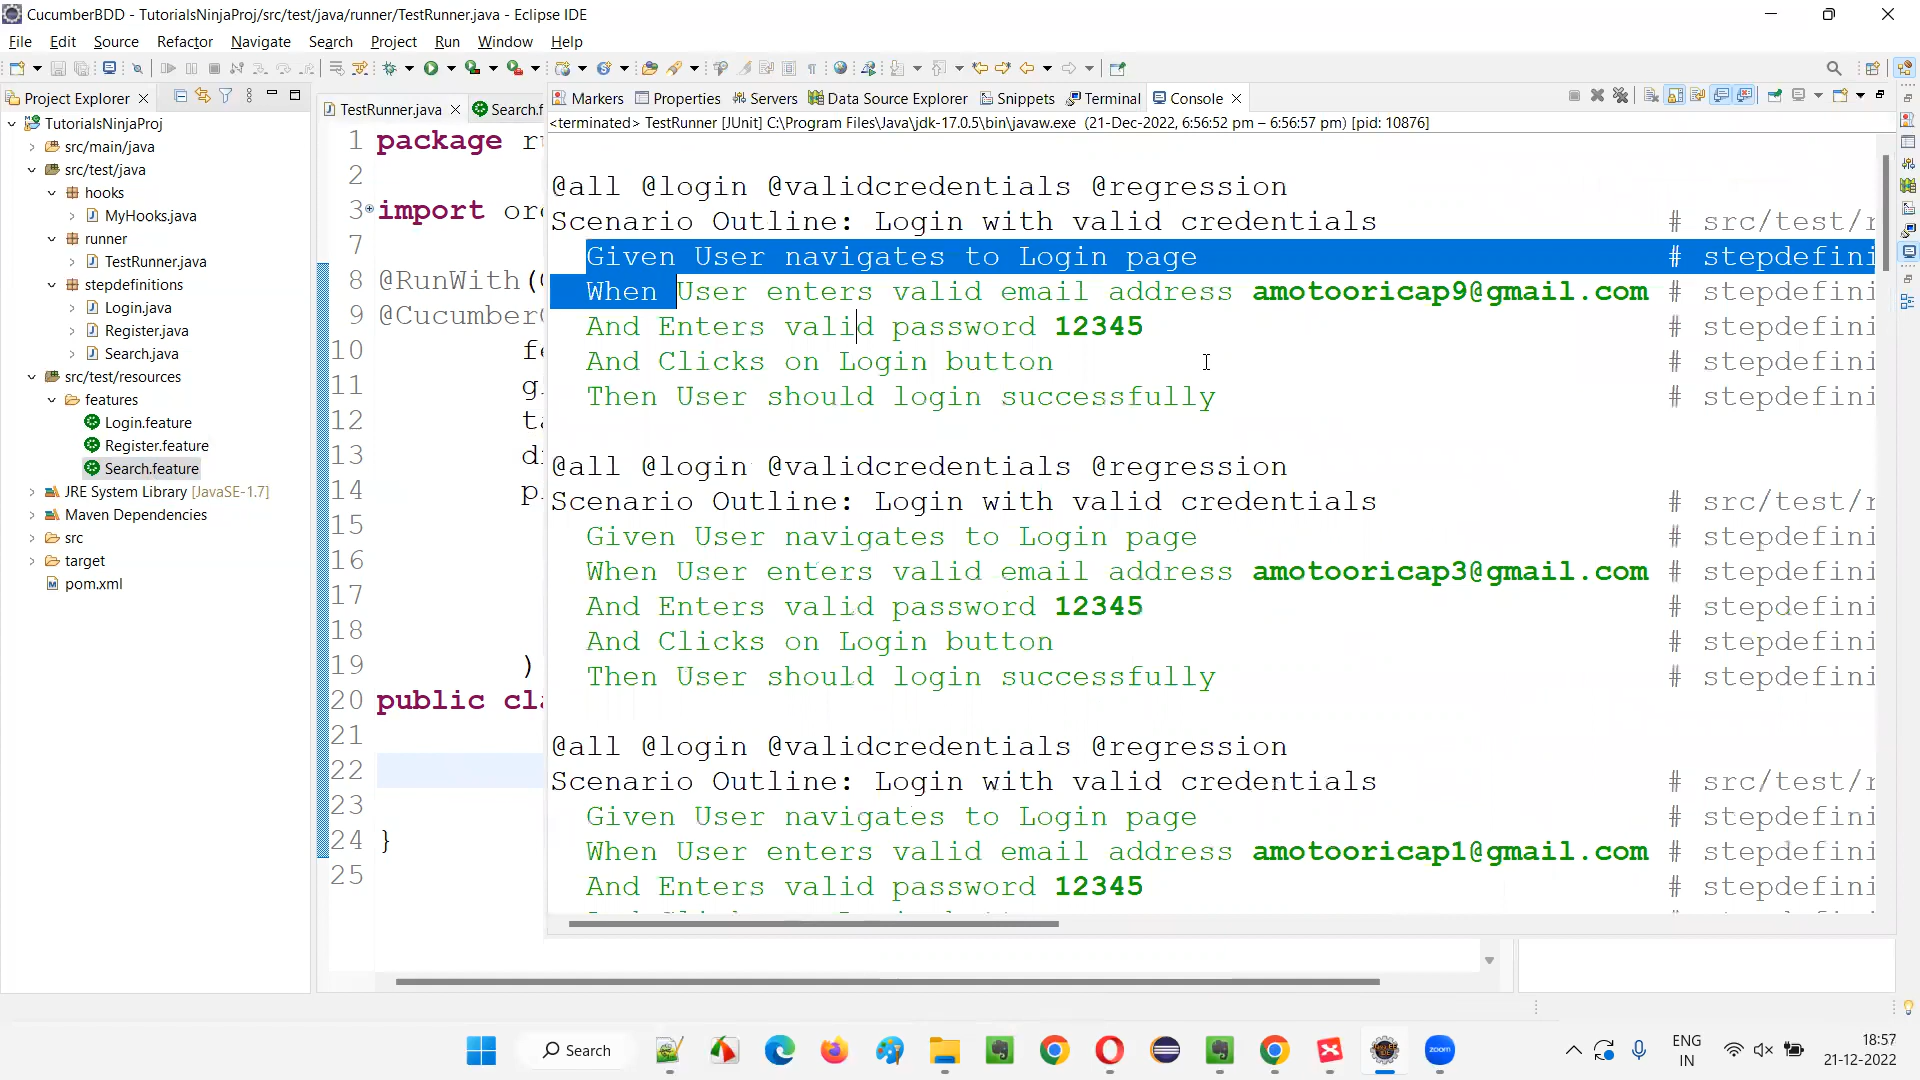 CucumberBDD - TutorialsNinjaProj/src/test/java/runner/TestRunner.java - Eclipse IDE
File Edit Source Refactor Navigate Search Project Run Window Help
Project Explorer
TutorialsNinjaProj
src/main/java
src/test/java
hooks
MyHooks.java
runner
TestRunner.java
stepdefinitions
Login.java
Register.java
Search.java
src/test/resources
features
Login.feature
Register.feature
Search.feature
JRE System Library [JavaSE-1.7]
Maven Dependencies
src
target
pom.xml
TestRunner.java
Search.f
1 package ru
2
3 import or
7
8 @RunWith(
9 @Cucumber
10 fe
11 g
12 ta
13 d
14 p
15
16
17
18
19 )
20 public cl
21
22
23
24 }
25
Markers Properties Servers Data Source Explorer Snippets Terminal Console
<terminated> TestRunner [JUnit] C:\Program Files\Java\jdk-17.0.5\bin\javaw.exe (21-Dec-2022, 6:56:52 pm – 6:56:57 pm) [pid: 10876]
@all @login @validcredentials @regression
Scenario Outline: Login with valid credentials # src/test/r
Given User navigates to Login page # stepdefini
When User enters valid email address amotooricap9@gmail.com # stepdefini
And Enters valid password 12345 # stepdefini
And Clicks on Login button # stepdefini
Then User should login successfully # stepdefini
@all @login @validcredentials @regression
Scenario Outline: Login with valid credentials # src/test/r
Given User navigates to Login page # stepdefini
When User enters valid email address amotooricap3@gmail.com # stepdefini
And Enters valid password 12345 # stepdefini
And Clicks on Login button # stepdefini
Then User should login successfully # stepdefini
@all @login @validcredentials @regression
Scenario Outline: Login with valid credentials # src/test/r
Given User navigates to Login page # stepdefini
When User enters valid email address amotooricap1@gmail.com # stepdefini
And Enters valid password 12345 # stepdefini
Search
zoom
ENG
IN
18:57
21-12-2022